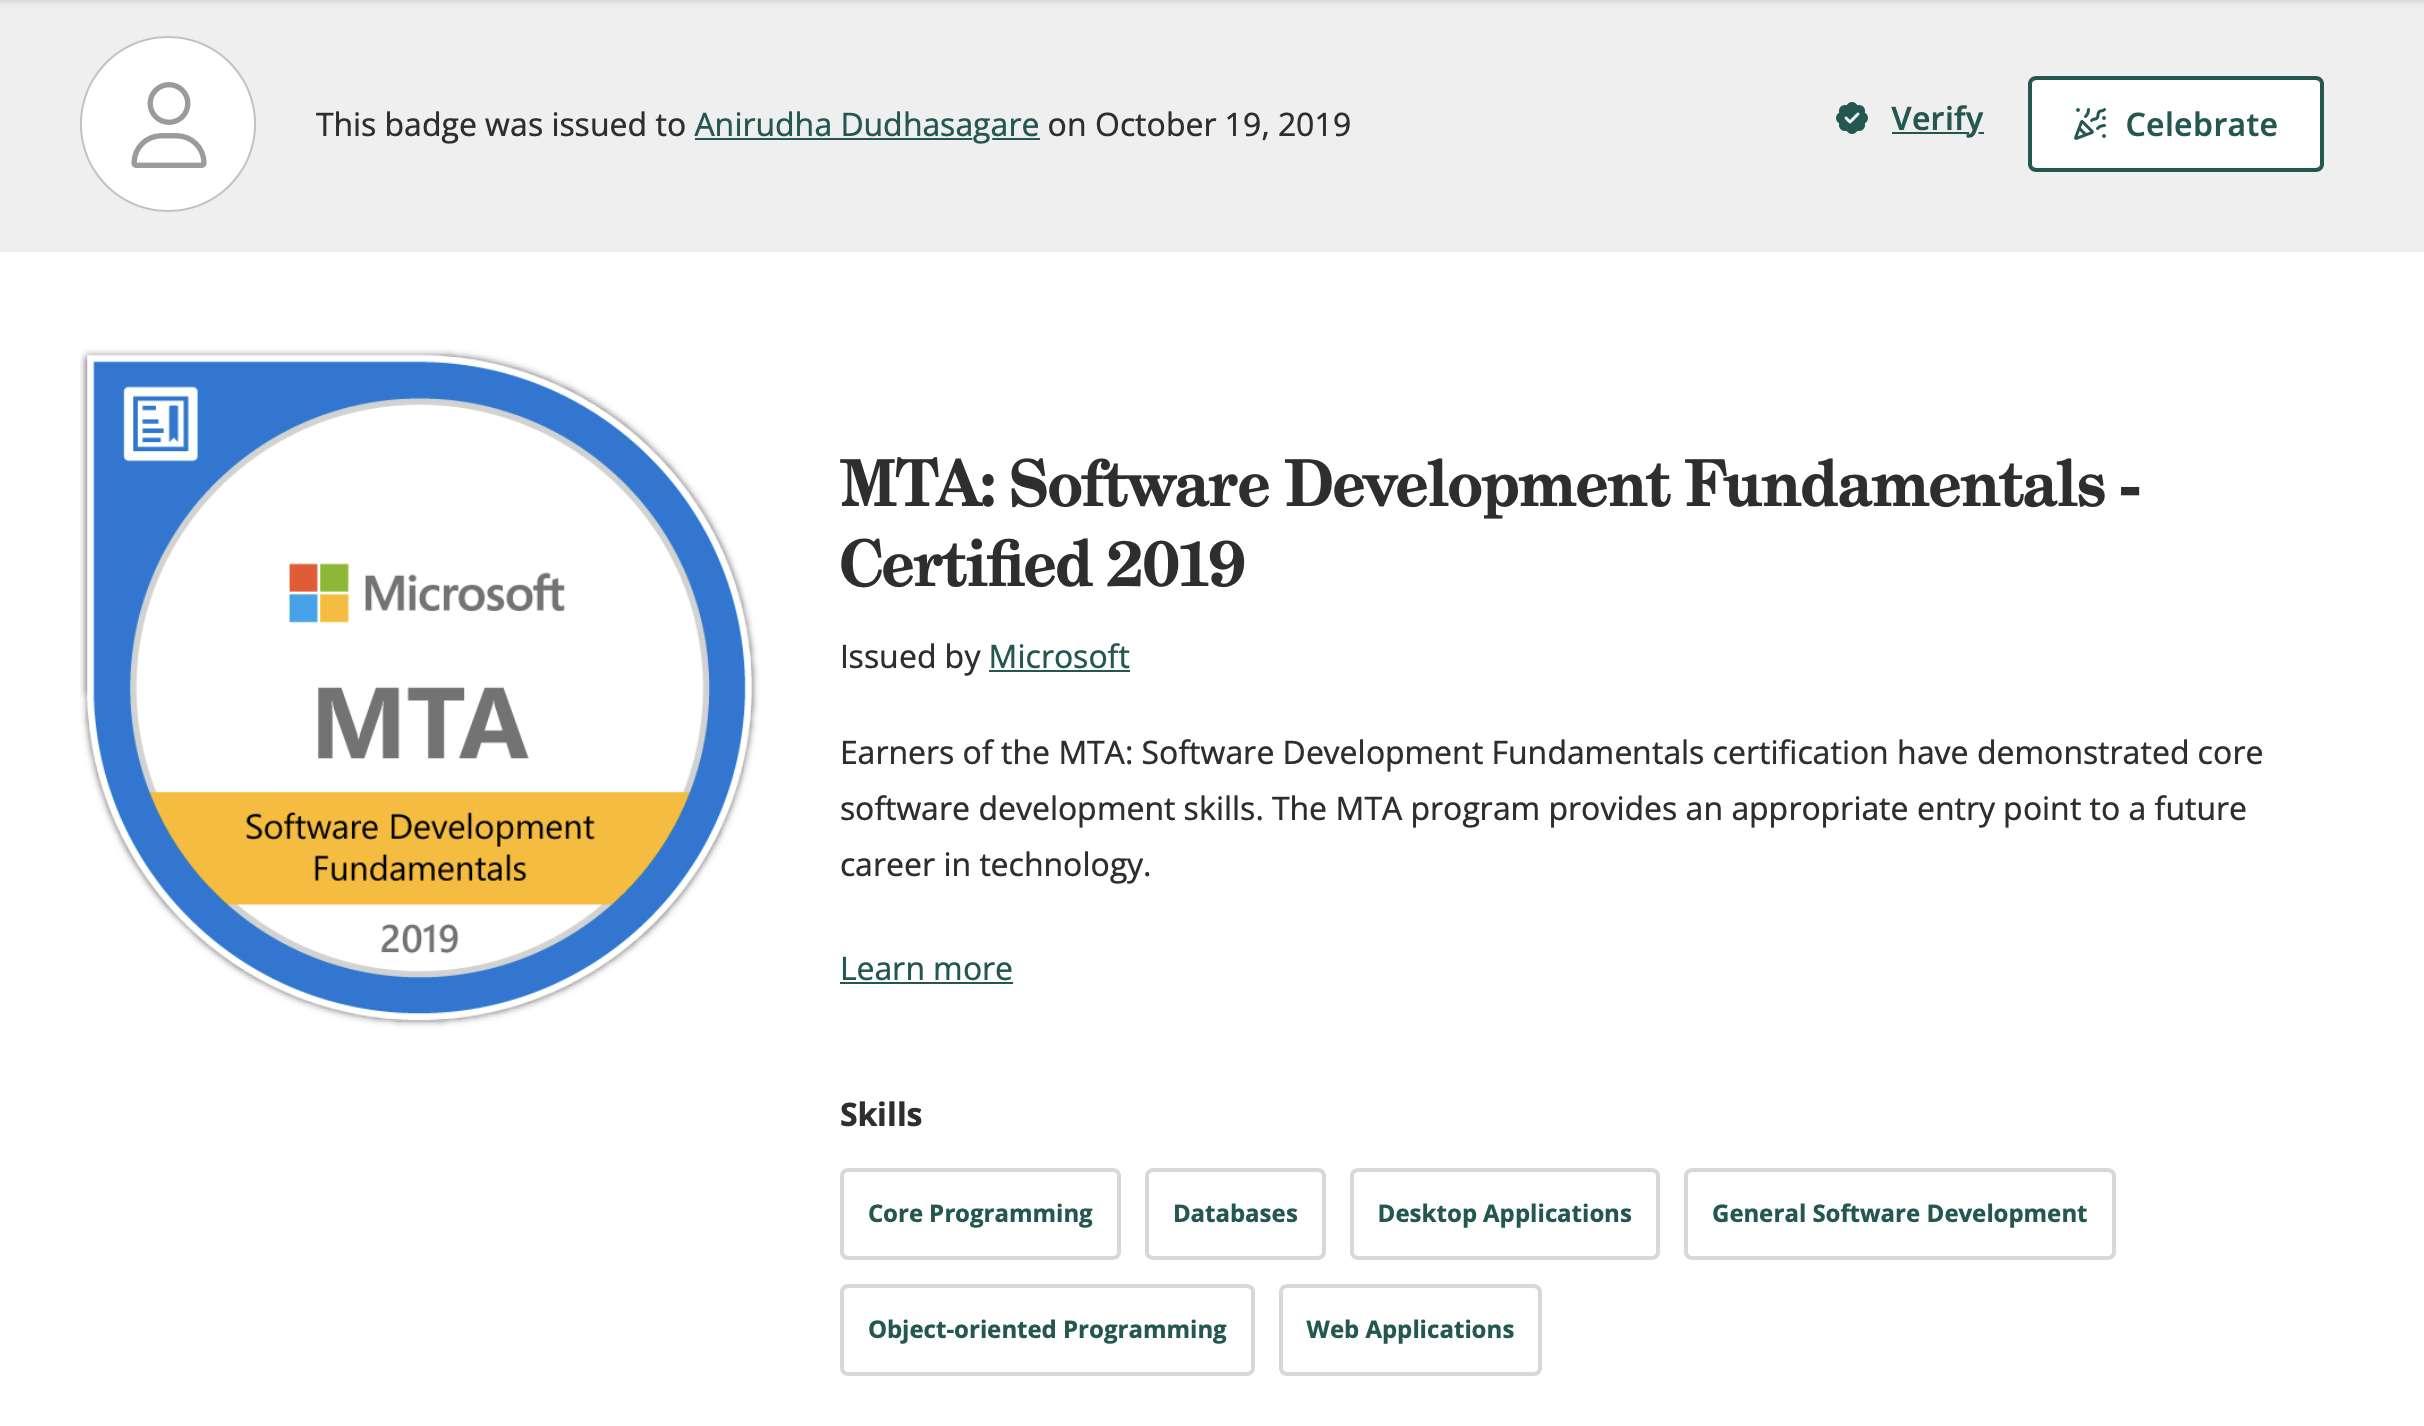 This badge was issued to Anirudha Dudhasagare on October 19, 2019
Verify
Celebrate
Microsoft
MTA
Software Development
Fundamentals
2019
MTA: Software Development Fundamentals -
Certified 2019
Issued by Microsoft
Earners of the MTA: Software Development Fundamentals certification have demonstrated core
software development skills. The MTA program provides an appropriate entry point to a future
career in technology.
Learn more
Skills
Core Programming
Databases
Desktop Applications
General Software Development
Object-oriented Programming
Web Applications